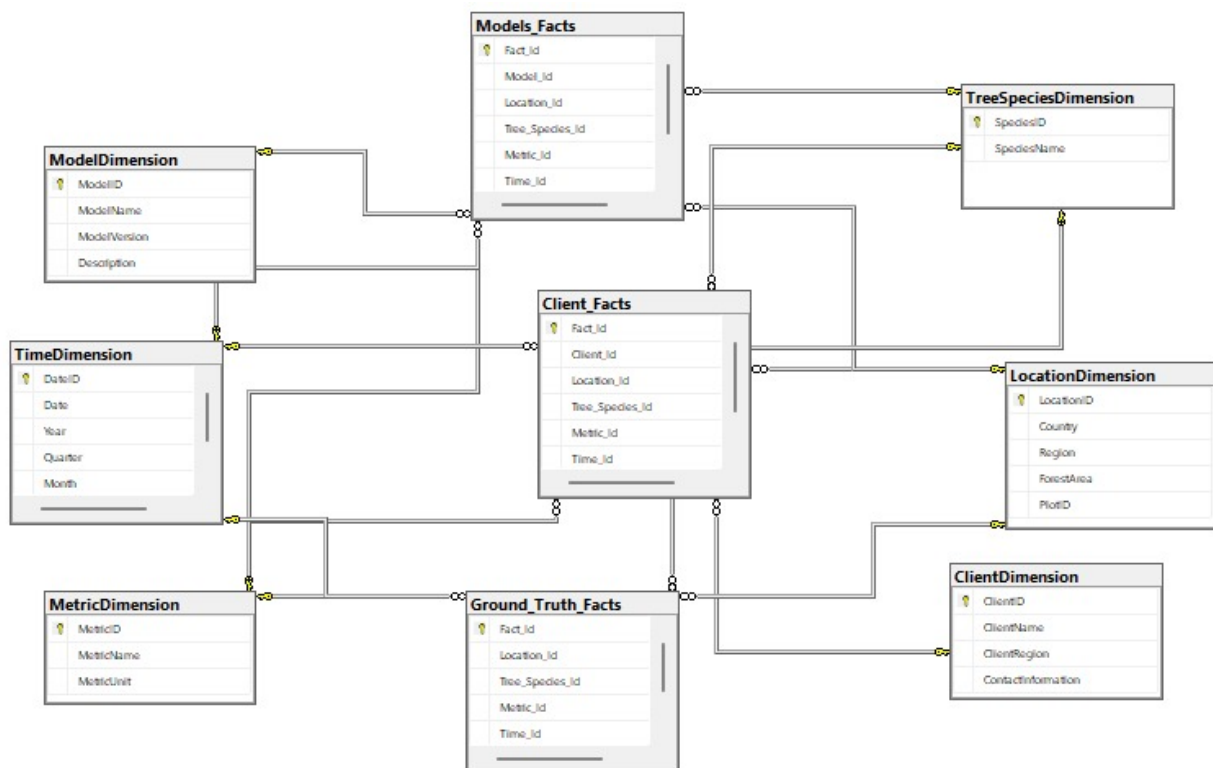 Models_Facts
Fact_Id
Model_Id
Location_Id
Tree_Species_Id
Metric_Id
Time_Id
TreeSpeciesDimension
SpeciesID
SpeciesName
ModelDimension
ModelID
ModelName
ModelVersion
Description
Client_Facts
Fact_Id
Client_Id
Location_Id
Tree_Species_Id
Metric_Id
Time_Id
TimeDimension
DateID
Date
Year
Quarter
Month
LocationDimension
LocationID
Country
Region
ForestArea
PlotID
MetricDimension
MetricID
MetricName
MetricUnit
Ground_Truth_Facts
Fact_Id
Location_Id
Tree_Species_Id
Metric_Id
Time_Id
ClientDimension
ClientID
ClientName
ClientRegion
ContactInformation